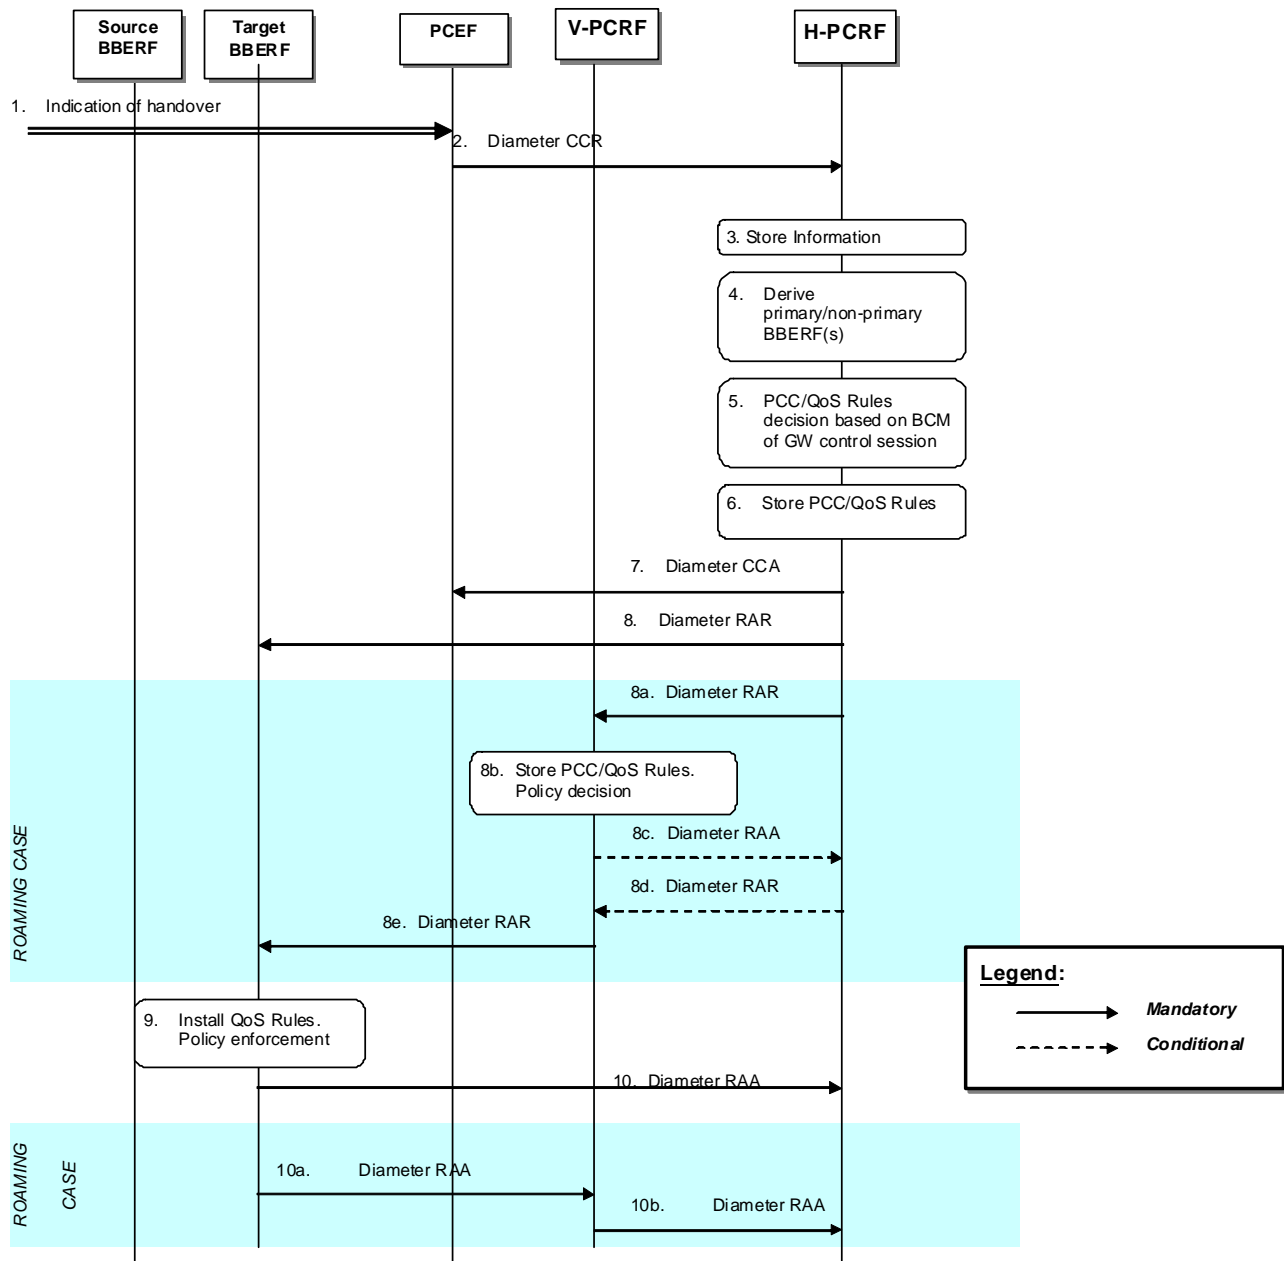 Source
BBERF
Target
BBERF
PCEF
V-PCRF
H-PCRF
1. Indication of handover
2. Diameter CCR
3. Store Information
4. Derive
primary/non-primary
BBERF(s)
5. PCC/QoS Rules
decision based on BCM
of GW control session
6. Store PCC/QoS Rules
7. Diameter CCA
8. Diameter RAR
8a. Diameter RAR
8b. Store PCC/QoS Rules.
Policy decision
8c. Diameter RAA
8d. Diameter RAR
8e. Diameter RAR
ROAMING CASE
Legend:
Mandatory
Conditional
9. Install QoS Rules.
Policy enforcement
10. Diameter RAA
ROAMING
CASE
10a. Diameter RAA
10b. Diameter RAA